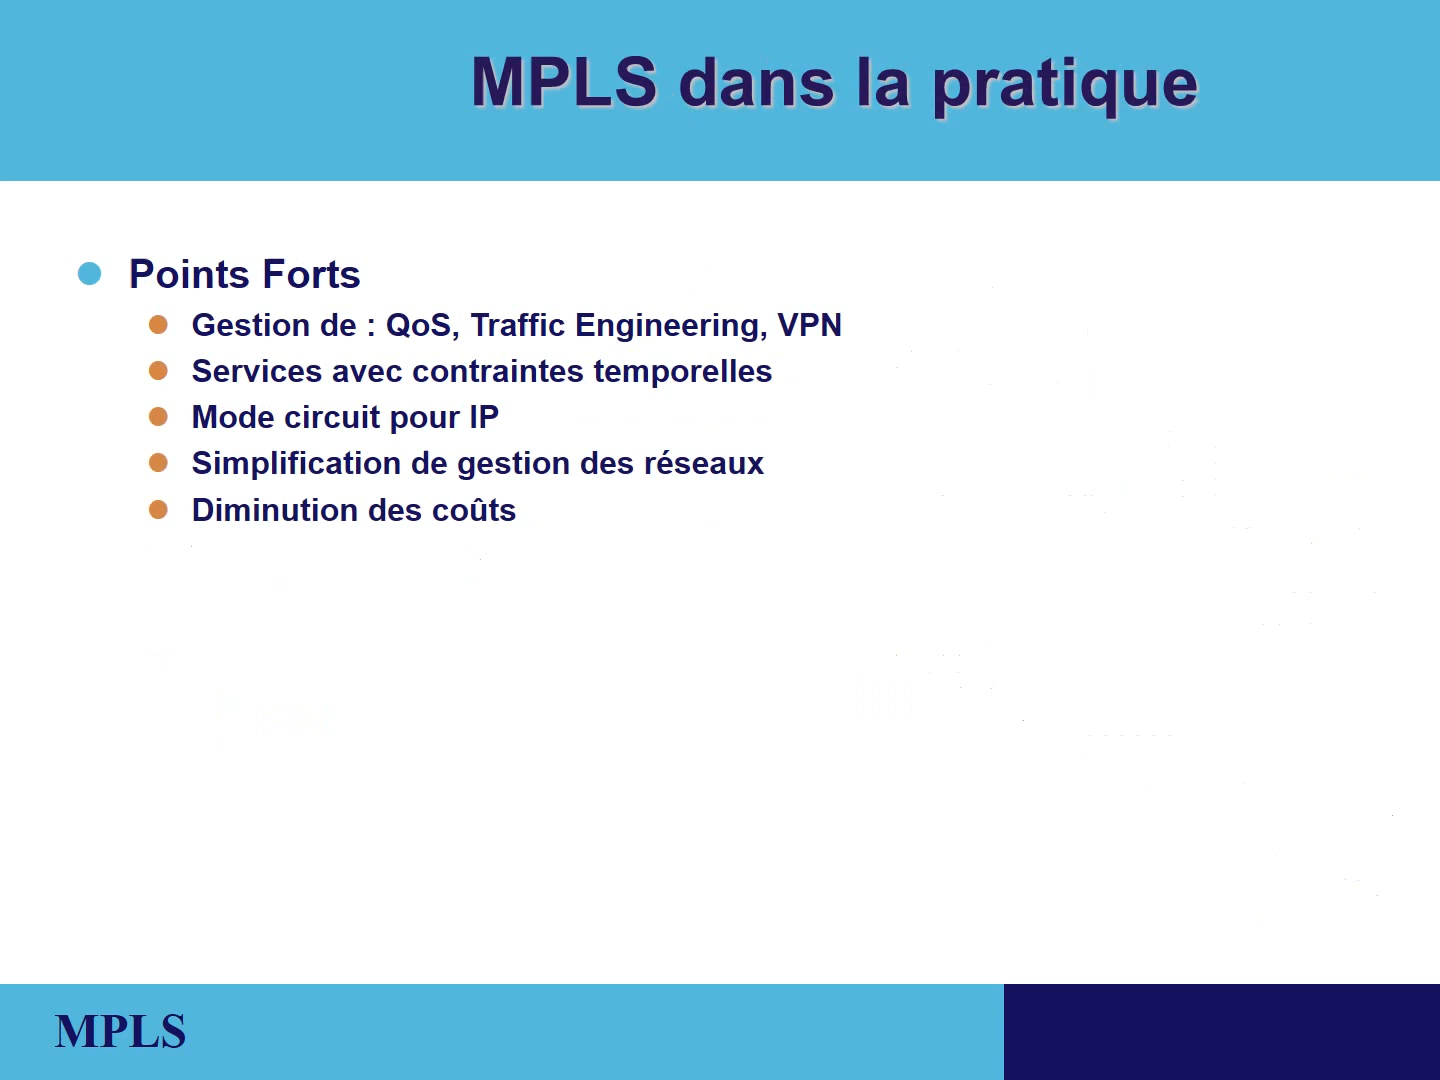 MPLS dans la pratique
Points Forts
Gestion de : QoS, Traffic Engineering, VPN
Services avec contraintes temporelles
Mode circuit pour IP
Simplification de gestion des réseaux
Diminution des coûts
MPLS